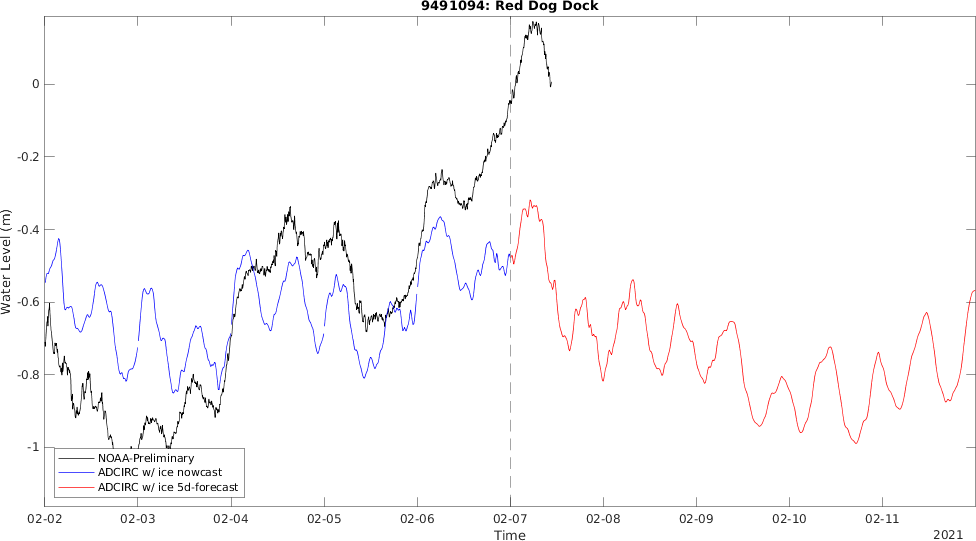 9491094: Red Dog Dock
0
-0.2
-0.4
-0.6
-0.8
-1
Water Level (m)
NOAA-Preliminary
ADCIRC w/ ice nowcast
ADCIRC w/ ice 5d-forecast
02-02 02-03 02-04 02-05 02-06 02-07 02-08 02-09 02-10 02-11
Time
2021